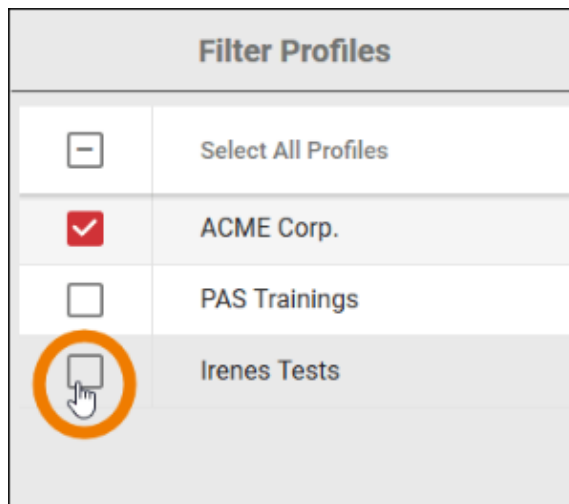 Filter Profiles
Select All Profiles
ACME Corp.
PAS Trainings
Irenes Tests